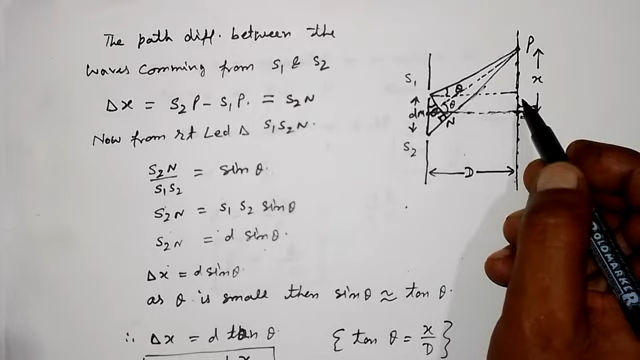 The path diff. between the
waves comming from S₁ & S₂
Δx = S₂P – S₁P. = S₂N
Now from rt Led Δ S₁S₂N.
S₂N/S₁S₂ = sin θ
S₂N = S₁ S₂ sin θ
S₂N = d sin θ
Δx = d sin θ
as θ is small then sin θ ≈ tan θ.
∴ Δx = d tan θ { tan θ = x/D }
P
S₁
θ
x
θ
d
M
θ
N
S₂
D
POLOMARKER